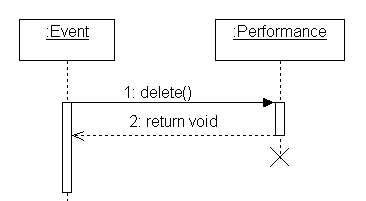 :Event
:Performance
1: delete()
2: return void